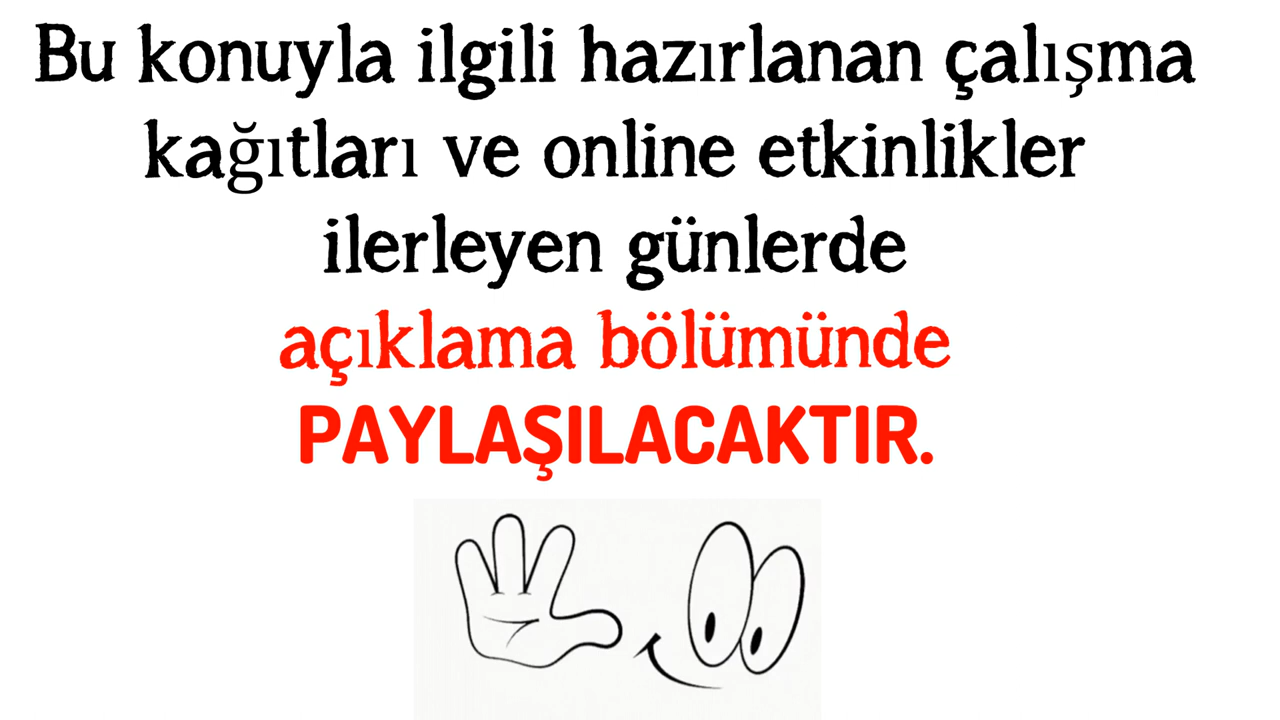 Bu konuyla ilgili hazırlanan çalışma
kağıtları ve online etkinlikler
ilerleyen günlerde
açıklama bölümünde
PAYLAŞILACAKTIR.